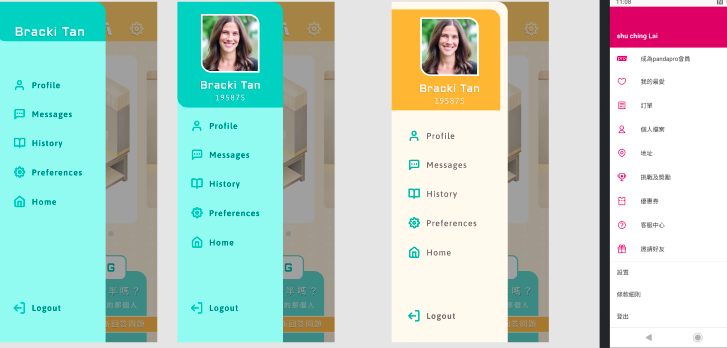 Bracki Tan
Profile
Messages
History
Preferences
Home
Logout
G
Bracki Tan
195875
Profile
Messages
History
Preferences
Home
Logout
Bracki Tan
195875
Profile
Messages
History
Preferences
Home
Logout
11:08
shu ching Lai
成為pandapro會員
我的最愛
訂單
個人檔案
地址
挑戰及獎勵
優惠券
客服中心
邀請好友
設置
條款細則
登出